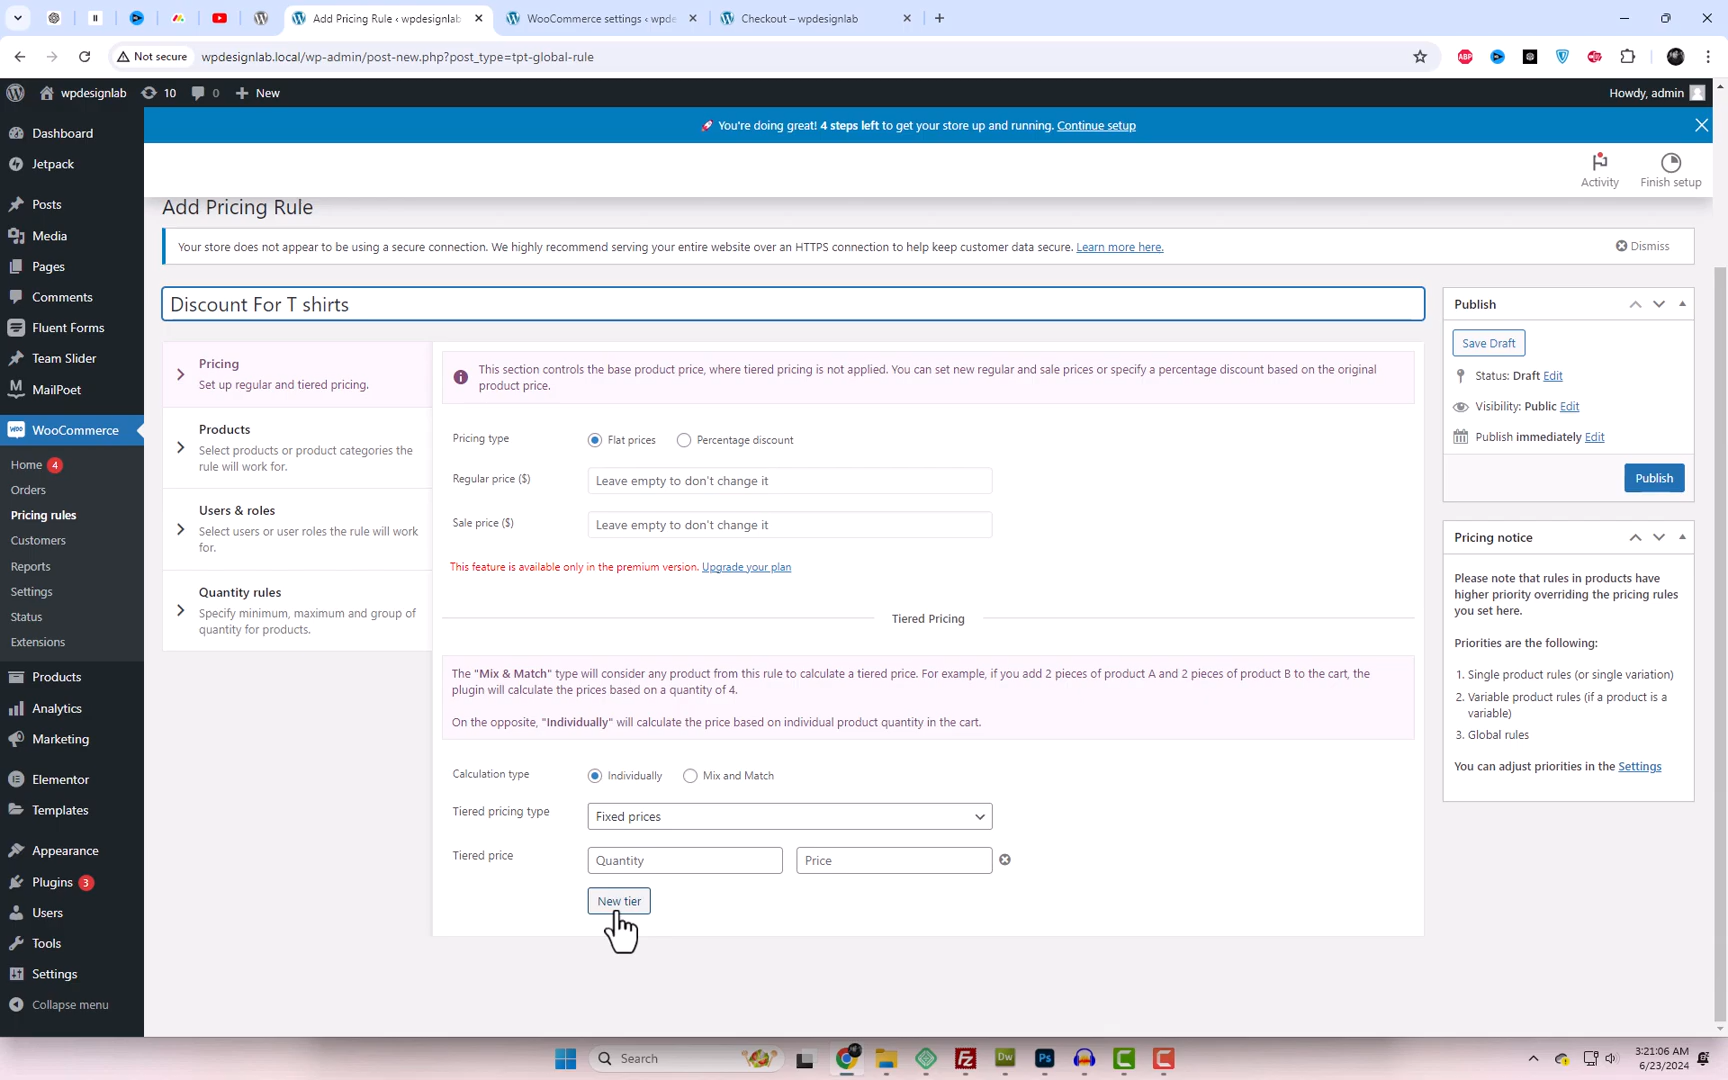 Add Pricing Rule ‹ wpdesignlab
WooCommerce settings ‹ wpde
Checkout – wpdesignlab
Not secure
wpdesignlab.local/wp-admin/post-new.php?post_type=tpt-global-rule
wpdesignlab
10
0
New
Howdy, admin
You're doing great! 4 steps left to get your store up and running. Continue setup
Activity
Finish setup
Dashboard
Jetpack
Posts
Media
Pages
Comments
Fluent Forms
Team Slider
MailPoet
WooCommerce
Home 4
Orders
Pricing rules
Customers
Reports
Settings
Status
Extensions
Products
Analytics
Marketing
Elementor
Templates
Appearance
Plugins 3
Users
Tools
Settings
Collapse menu
Add Pricing Rule
Your store does not appear to be using a secure connection. We highly recommend serving your entire website over an HTTPS connection to help keep customer data secure. Learn more here.
Dismiss
Discount For T shirts
Pricing
Set up regular and tiered pricing.
Products
Select products or product categories the
rule will work for.
Users & roles
Select users or user roles the rule will work
for.
Quantity rules
Specify minimum, maximum and group of
quantity for products.
This section controls the base product price, where tiered pricing is not applied. You can set new regular and sale prices or specify a percentage discount based on the original
product price.
Pricing type
Flat prices
Percentage discount
Regular price ($)
Leave empty to don't change it
Sale price ($)
Leave empty to don't change it
This feature is available only in the premium version. Upgrade your plan
Tiered Pricing
The "Mix & Match" type will consider any product from this rule to calculate a tiered price. For example, if you add 2 pieces of product A and 2 pieces of product B to the cart, the
plugin will calculate the prices based on a quantity of 4.
On the opposite, "Individually" will calculate the price based on individual product quantity in the cart.
Calculation type
Individually
Mix and Match
Tiered pricing type
Fixed prices
Tiered price
Quantity
Price
New tier
Publish
Save Draft
Status: Draft Edit
Visibility: Public Edit
Publish immediately Edit
Publish
Pricing notice
Please note that rules in products have
higher priority overriding the pricing rules
you set here.
Priorities are the following:
1. Single product rules (or single variation)
2. Variable product rules (if a product is a
variable)
3. Global rules
You can adjust priorities in the Settings
Search
3:21:06 AM
6/23/2024